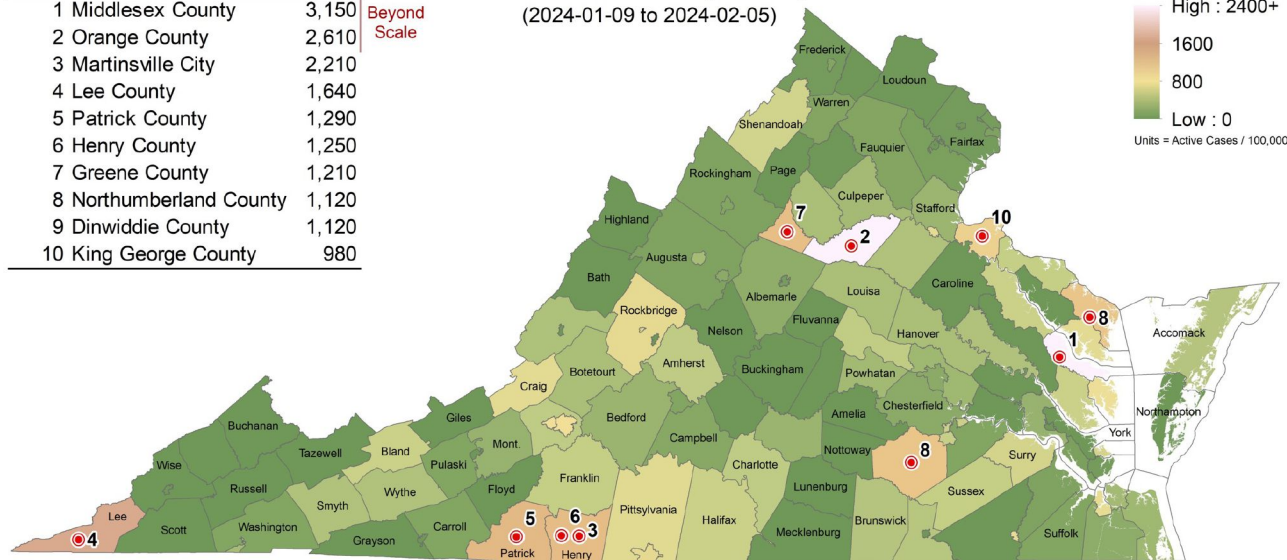 1 Middlesex County 3,150
2 Orange County 2,610
3 Martinsville City 2,210
4 Lee County 1,640
5 Patrick County 1,290
6 Henry County 1,250
7 Greene County 1,210
8 Northumberland County 1,120
9 Dinwiddie County 1,120
10 King George County 980
Beyond
Scale
(2024-01-09 to 2024-02-05)
High : 2400+
1600
800
Low : 0
Units = Active Cases / 100,000
Frederick
Loudoun
Warren
Shenandoah
Fairfax
Fauquier
Page
Rockingham
Culpeper
Stafford
7
10
Highland
2
Augusta
Bath
Caroline
Louisa
Albemarle
Rockbridge
Fluvanna
8
Accomack
Nelson
Hanover
1
Amherst
Buckingham
Botetourt
Powhatan
Craig
Chesterfield
Northampton
Amelia
Giles
Bedford
Buchanan
York
Campbell
Mont.
Tazewell
Bland
Nottoway
8
Surry
Wise
Pulaski
Charlotte
Franklin
Russell
Floyd
Lunenburg
Wythe
Sussex
Smyth
Pittsylvania
Lee
5
6
Halifax
Brunswick
Scott
Washington
Carroll
3
Mecklenburg
Suffolk
4
Grayson
Patrick
Henry